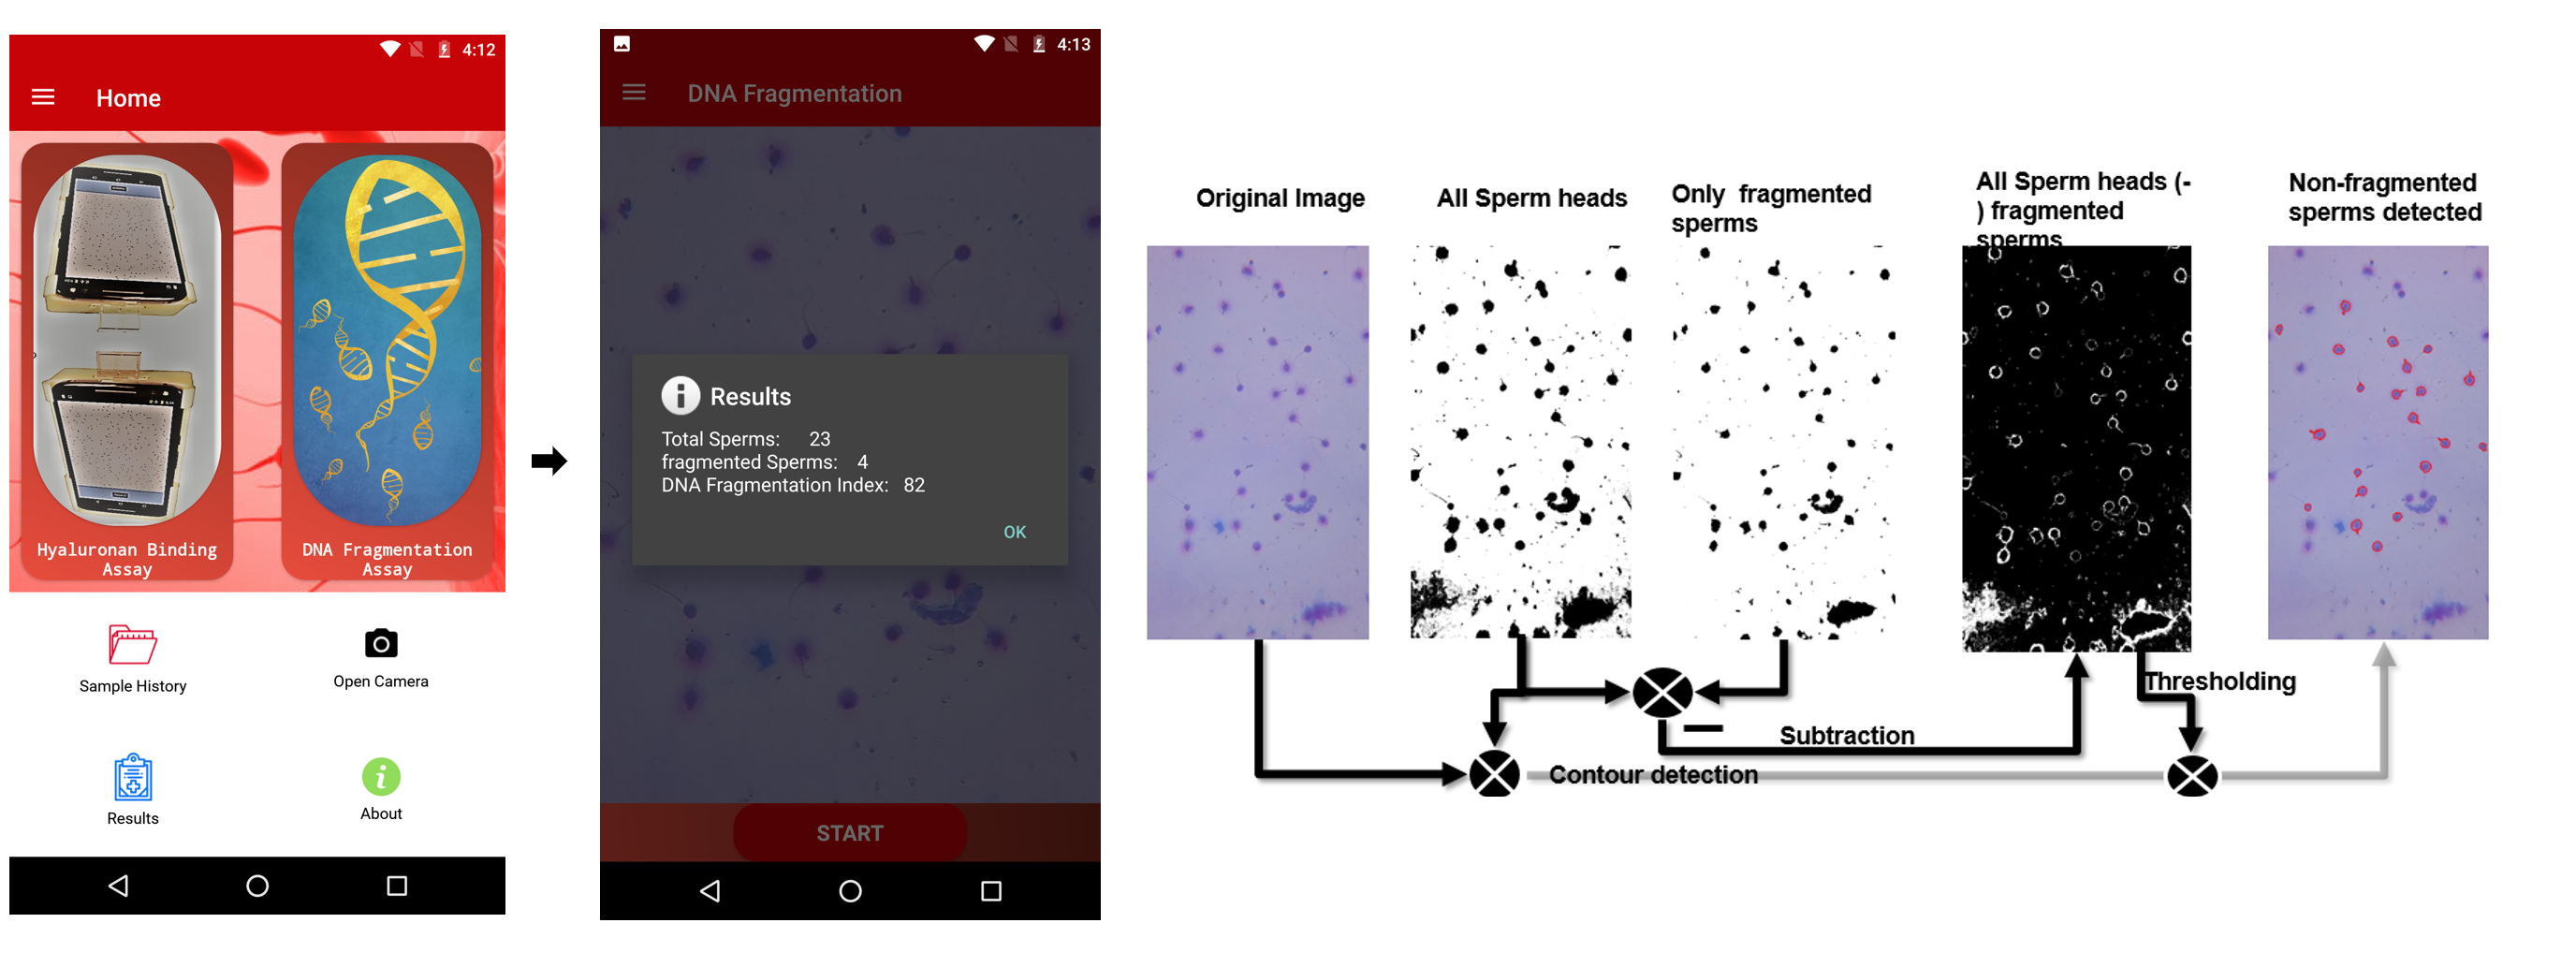 4:12
Home
Hyaluronan Binding
Assay
DNA Fragmentation
Assay
Sample History
Open Camera
Results
About
4:13
DNA Fragmentation
Results
Total Sperms: 23
fragmented Sperms: 4
DNA Fragmentation Index: 82
OK
START
Original Image
All Sperm heads
Only fragmented
sperms
All Sperm heads (-
) fragmented
sperms
Non-fragmented
sperms detected
Thresholding
Subtraction
Contour detection